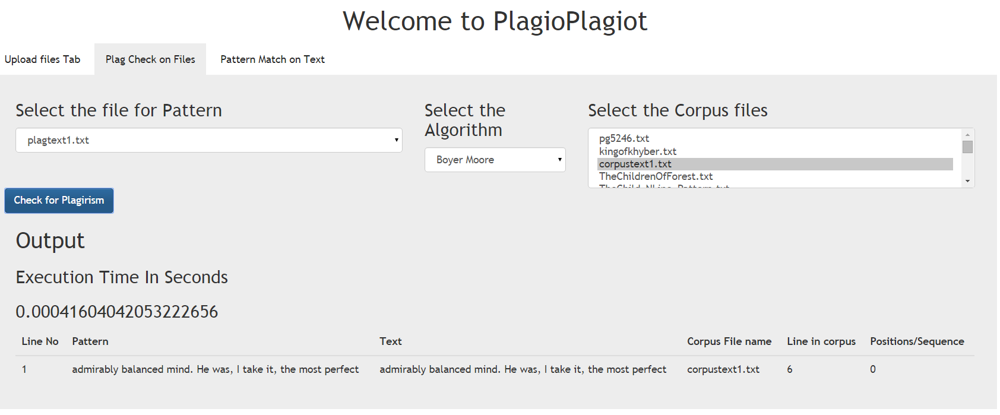 Welcome to PlagioPlagiot
Upload files Tab
Plag Check on Files
Pattern Match on Text
Select the file for Pattern
plagtext1.txt
Select the
Algorithm
Boyer Moore
Select the Corpus files
pg5246.txt
kingofkhyber.txt
corpustext1.txt
TheChildrenOfForest.txt
TheChild_NLine_Pattern.txt
Check for Plagirism
Output
Execution Time In Seconds
0.00041604042053222656
Line No Pattern Text Corpus File name Line in corpus Positions/Sequence
1 admirably balanced mind. He was, I take it, the most perfect admirably balanced mind. He was, I take it, the most perfect corpustext1.txt 6 0